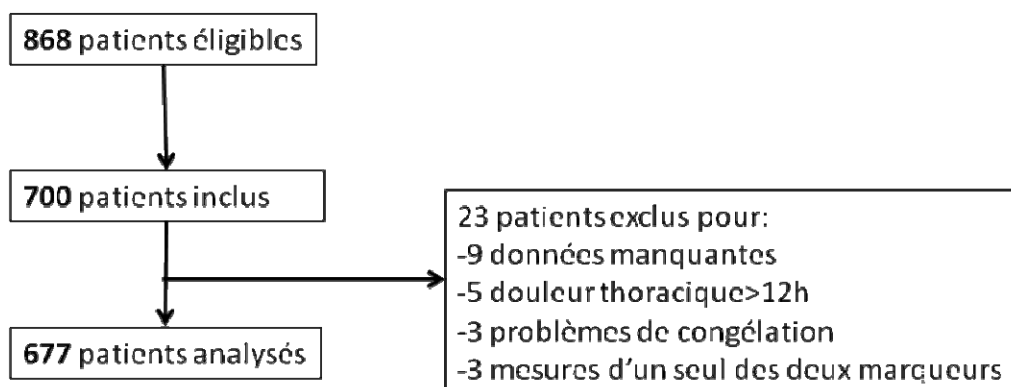 868 patients éligibles
700 patients inclus
23 patients exclus pour:
-9 données manquantes
-5 douleur thoracique>12h
-3 problèmes de congélation
-3 mesures d'un seul des deux marqueurs
677 patients analysés